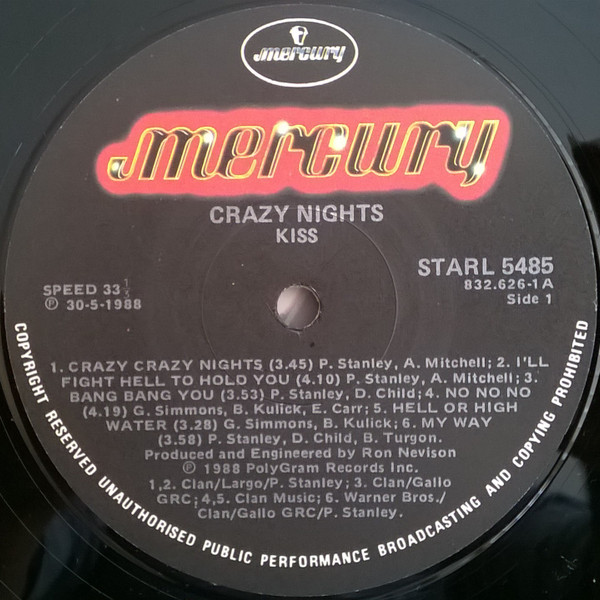 mercury
mercury
CRAZY NIGHTS
KISS
STARL 5485
832.626-1A
Side 1
SPEED 33⅓
℗ 30-5-1988
1. CRAZY CRAZY NIGHTS (3.45) P. Stanley, A. Mitchell; 2. I'LL
FIGHT HELL TO HOLD YOU (4.10) P. Stanley, A. Mitchell; 3.
BANG BANG YOU (3.53) P. Stanley, D. Child; 4. NO NO NO
(4.19) G. Simmons, B. Kulick, E. Carr; 5. HELL OR HIGH
WATER (3.28) G. Simmons, B. Kulick; 6. MY WAY
(3.58) P. Stanley, D. Child, B. Turgon.
Produced and Engineered by Ron Nevison
℗ 1988 PolyGram Records Inc.
1,2. Clan/Largo/P. Stanley; 3. Clan/Gallo
GRC; 4,5. Clan Music; 6. Warner Bros./
Clan/Gallo GRC/P. Stanley.
COPYRIGHT RESERVED UNAUTHORISED PUBLIC PERFORMANCE BROADCASTING AND COPYING PROHIBITED